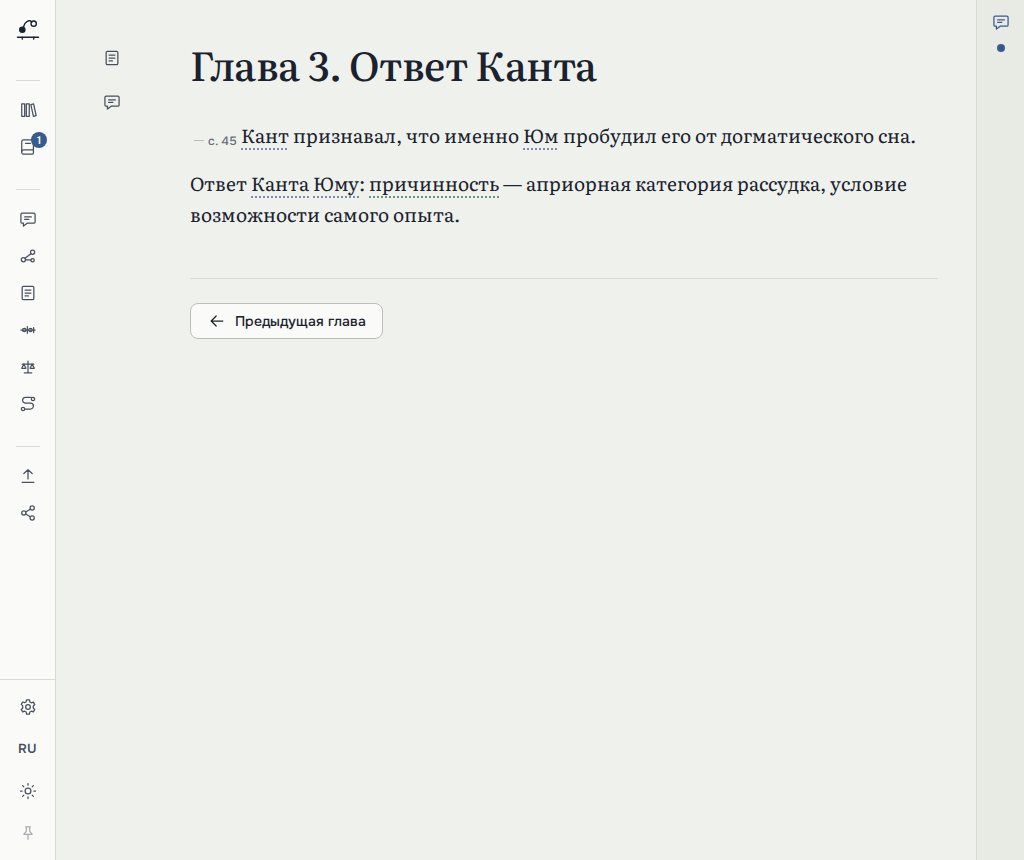 Глава 3. Ответ Канта
— с. 45 Кант признавал, что именно Юм пробудил его от догматического сна.
Ответ Канта Юму: причинность — априорная категория рассудка, условие
возможности самого опыта.
Предыдущая глава
1
RU